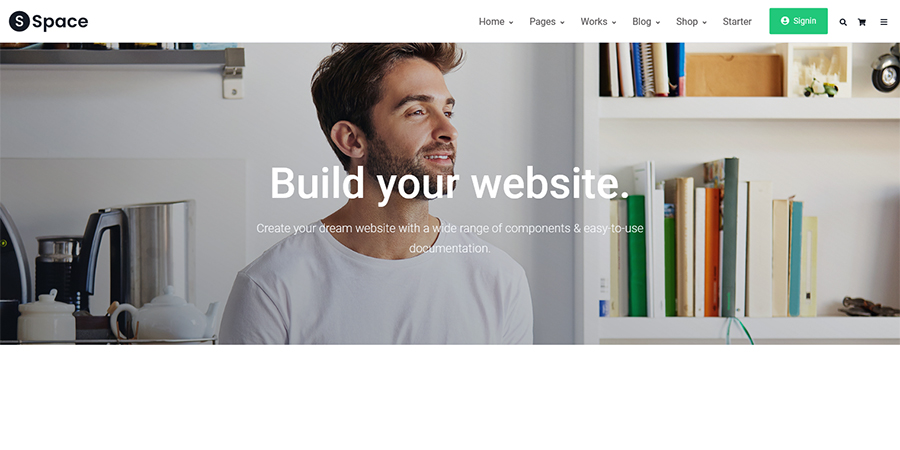 S Space
Home Pages Works Blog Shop Starter Signin
Build your website.
Create your dream website with a wide range of components & easy-to-use
documentation.